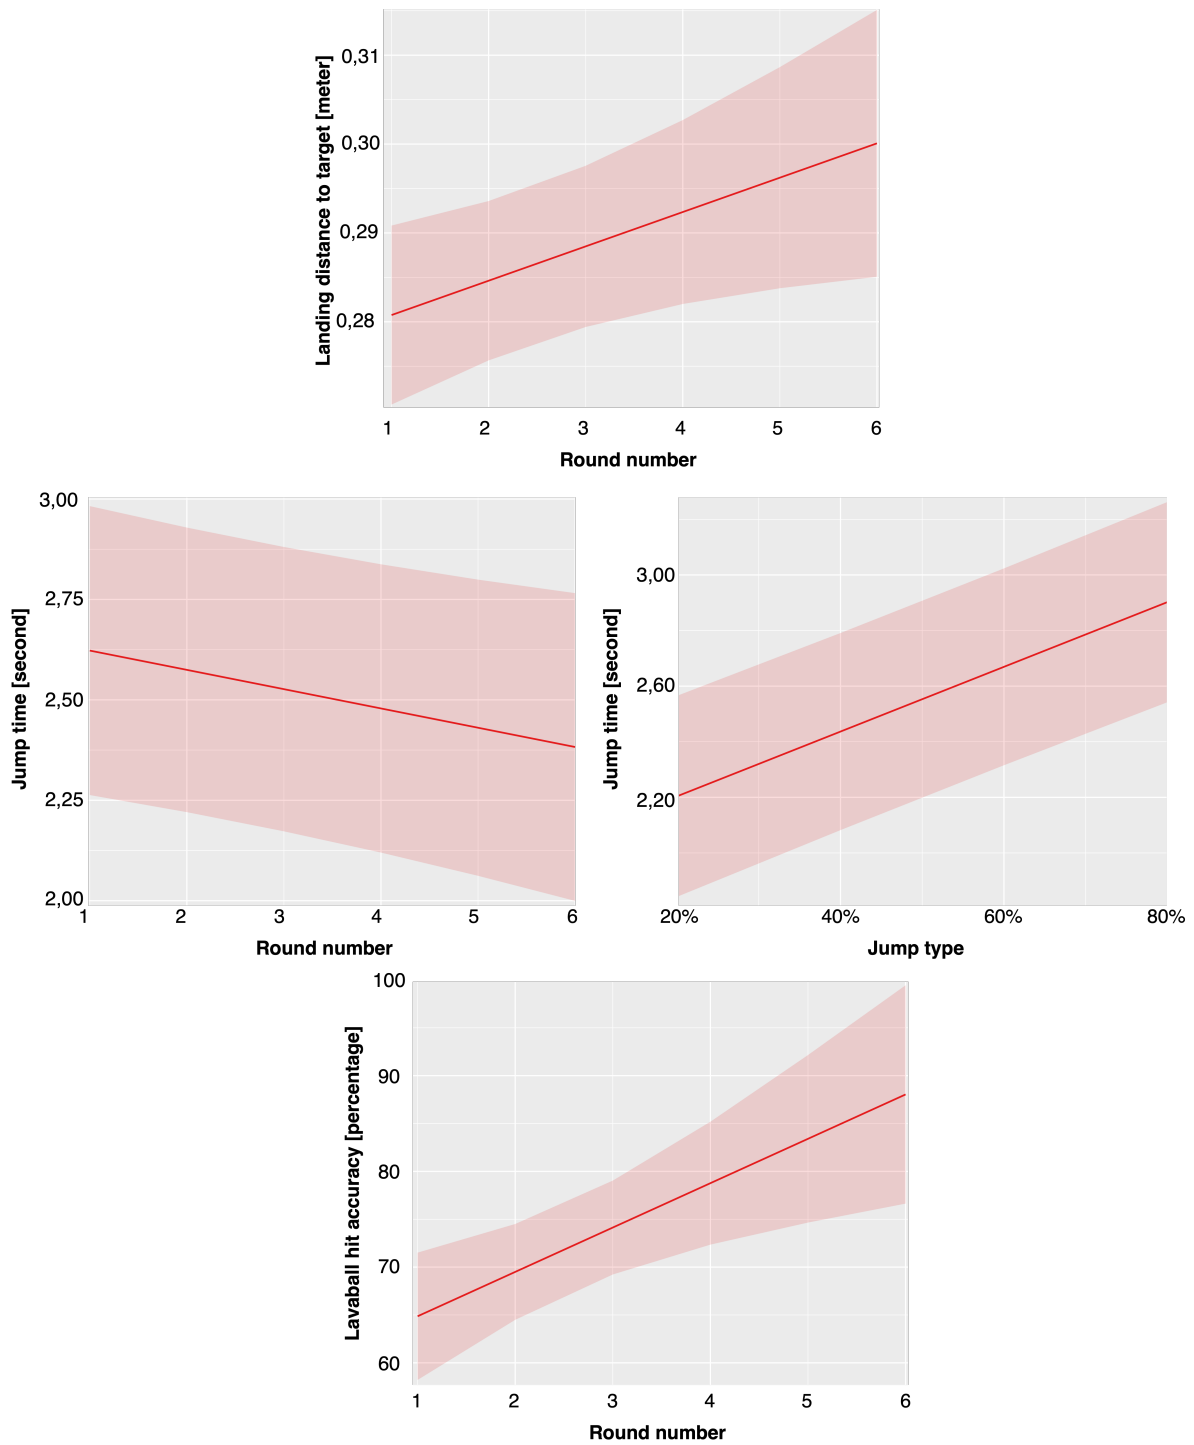 Landing distance to target [meter]
0,31
0,30
0,29
0,28
1 2 3 4 5 6
Round number
Jump time [second]
3,00
2,75
2,50
2,25
2,00
1 2 3 4 5 6
Round number
Jump time [second]
3,00
2,60
2,20
20% 40% 60% 80%
Jump type
Lavaball hit accuracy [percentage]
100
90
80
70
60
1 2 3 4 5 6
Round number